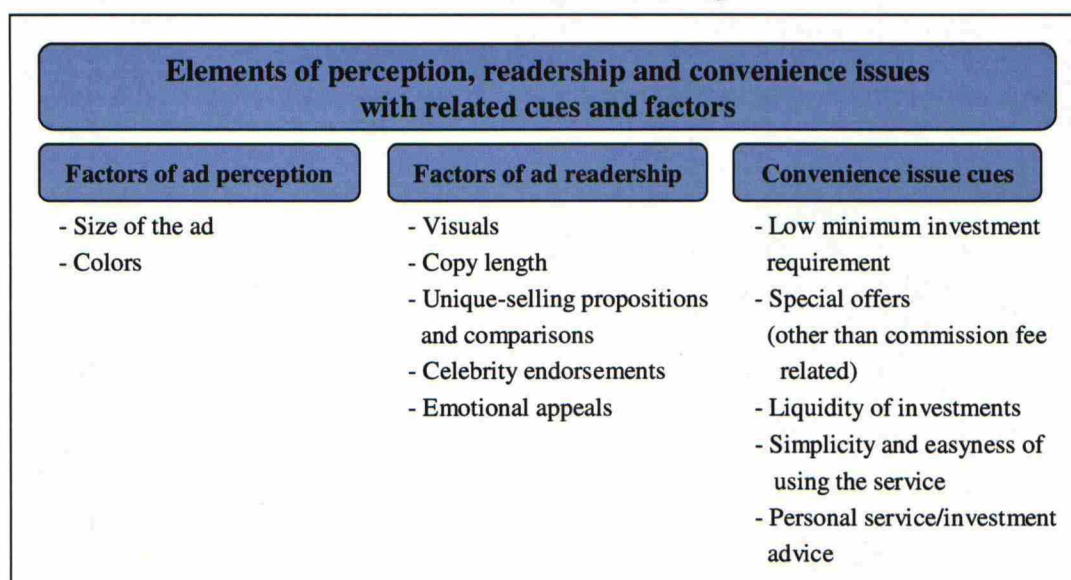 Elements of perception, readership and convenience issues
with related cues and factors
Factors of ad perception
- Size of the ad
- Colors
Factors of ad readership
- Visuals
- Copy length
- Unique-selling propositions
and comparisons
- Celebrity endorsements
- Emotional appeals
Convenience issue cues
- Low minimum investment
requirement
- Special offers
(other than commission fee
related)
- Liquidity of investments
- Simplicity and easyness of
using the service
- Personal service/investment
advice